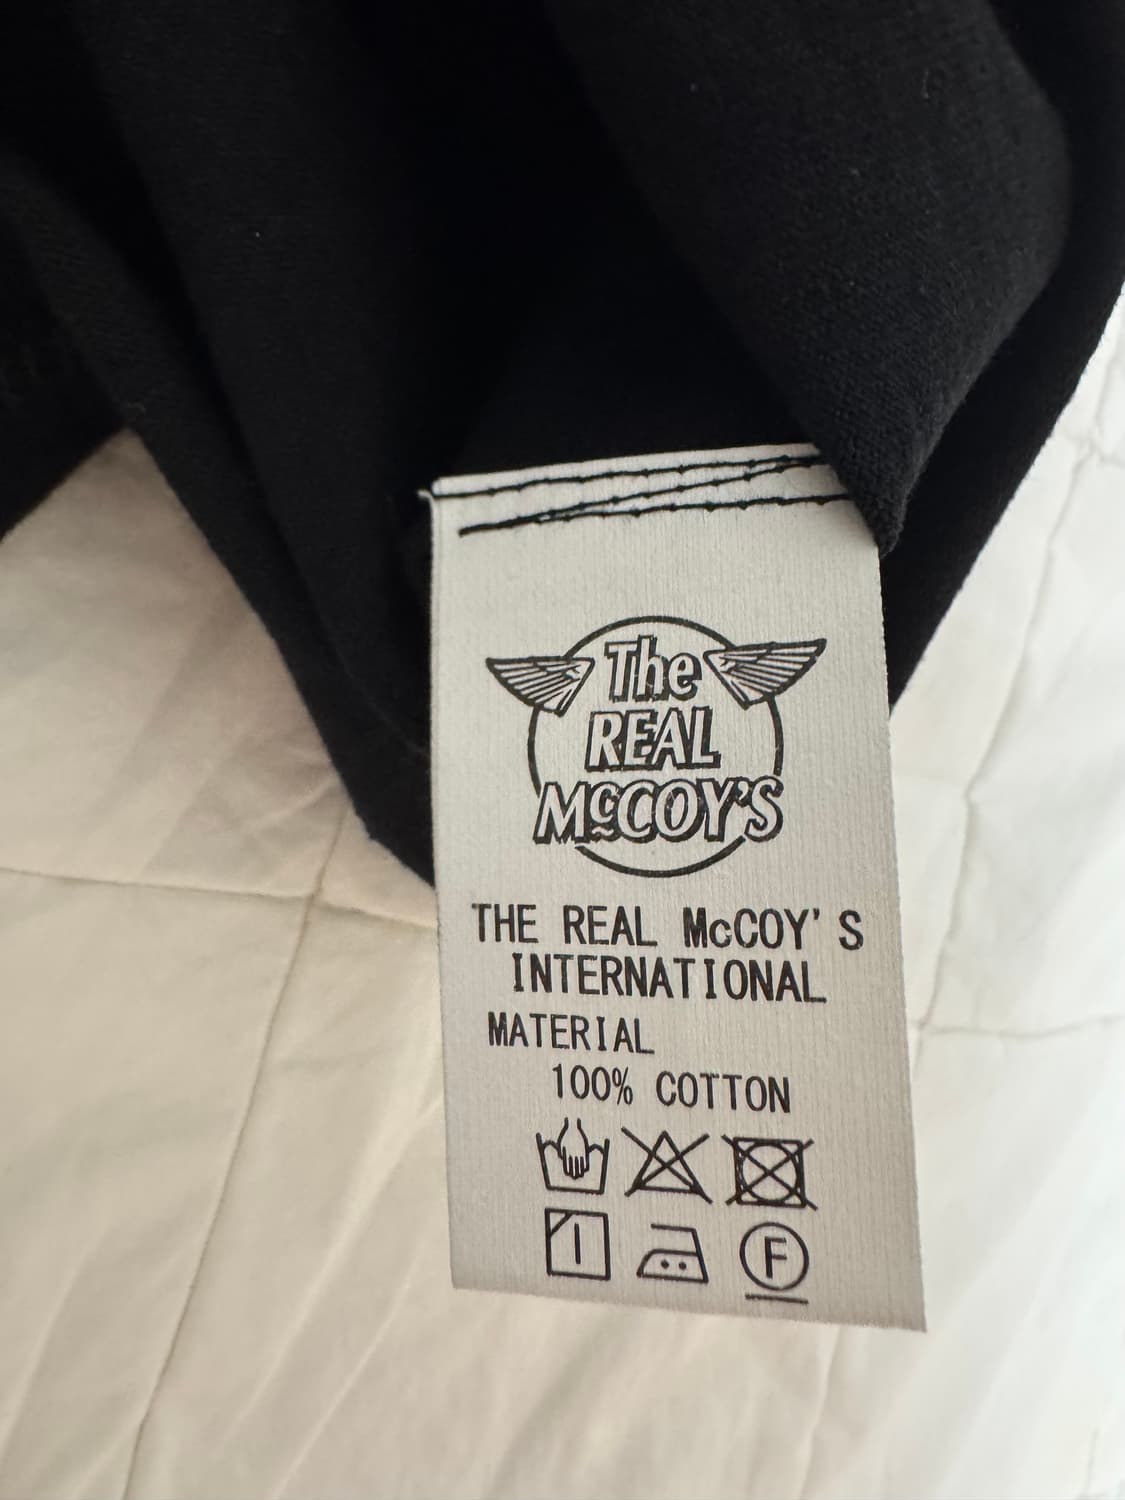 The
REAL
McCOY'S
THE REAL McCOY'S
INTERNATIONAL
MATERIAL
100% COTTON
F